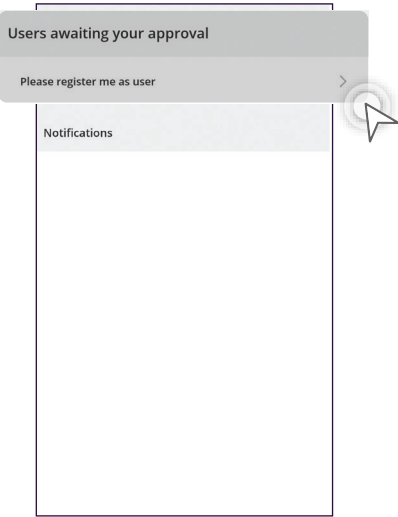 Users awaiting your approval
Please register me as user
Notifications